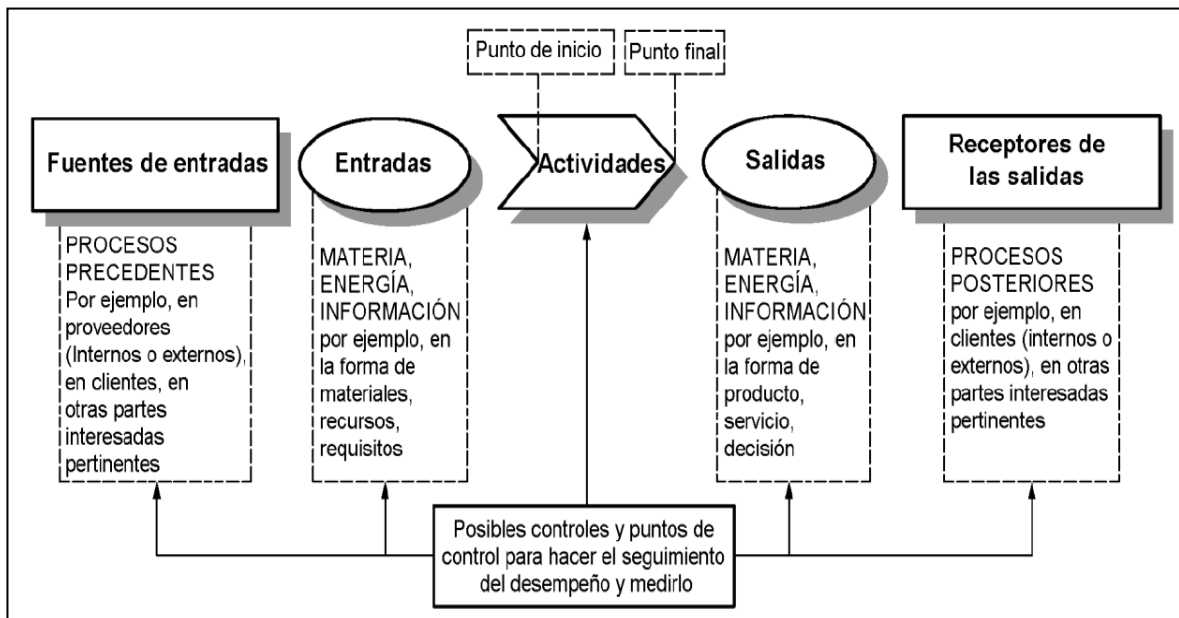 Punto de inicio
Punto final
Fuentes de entradas
Entradas
Actividades
Salidas
Receptores de
las salidas
PROCESOS
PRECEDENTES
Por ejemplo, en
proveedores
(Internos o externos),
en clientes, en
otras partes
interesadas
pertinentes
MATERIA,
ENERGÍA,
INFORMACIÓN
por ejemplo, en
la forma de
materiales,
recursos,
requisitos
MATERIA,
ENERGÍA,
INFORMACIÓN
por ejemplo, en
la forma de
producto,
servicio,
decisión
PROCESOS
POSTERIORES
por ejemplo, en
clientes (internos o
externos), en otras
partes interesadas
pertinentes
Posibles controles y puntos de
control para hacer el seguimiento
del desempeño y medirlo